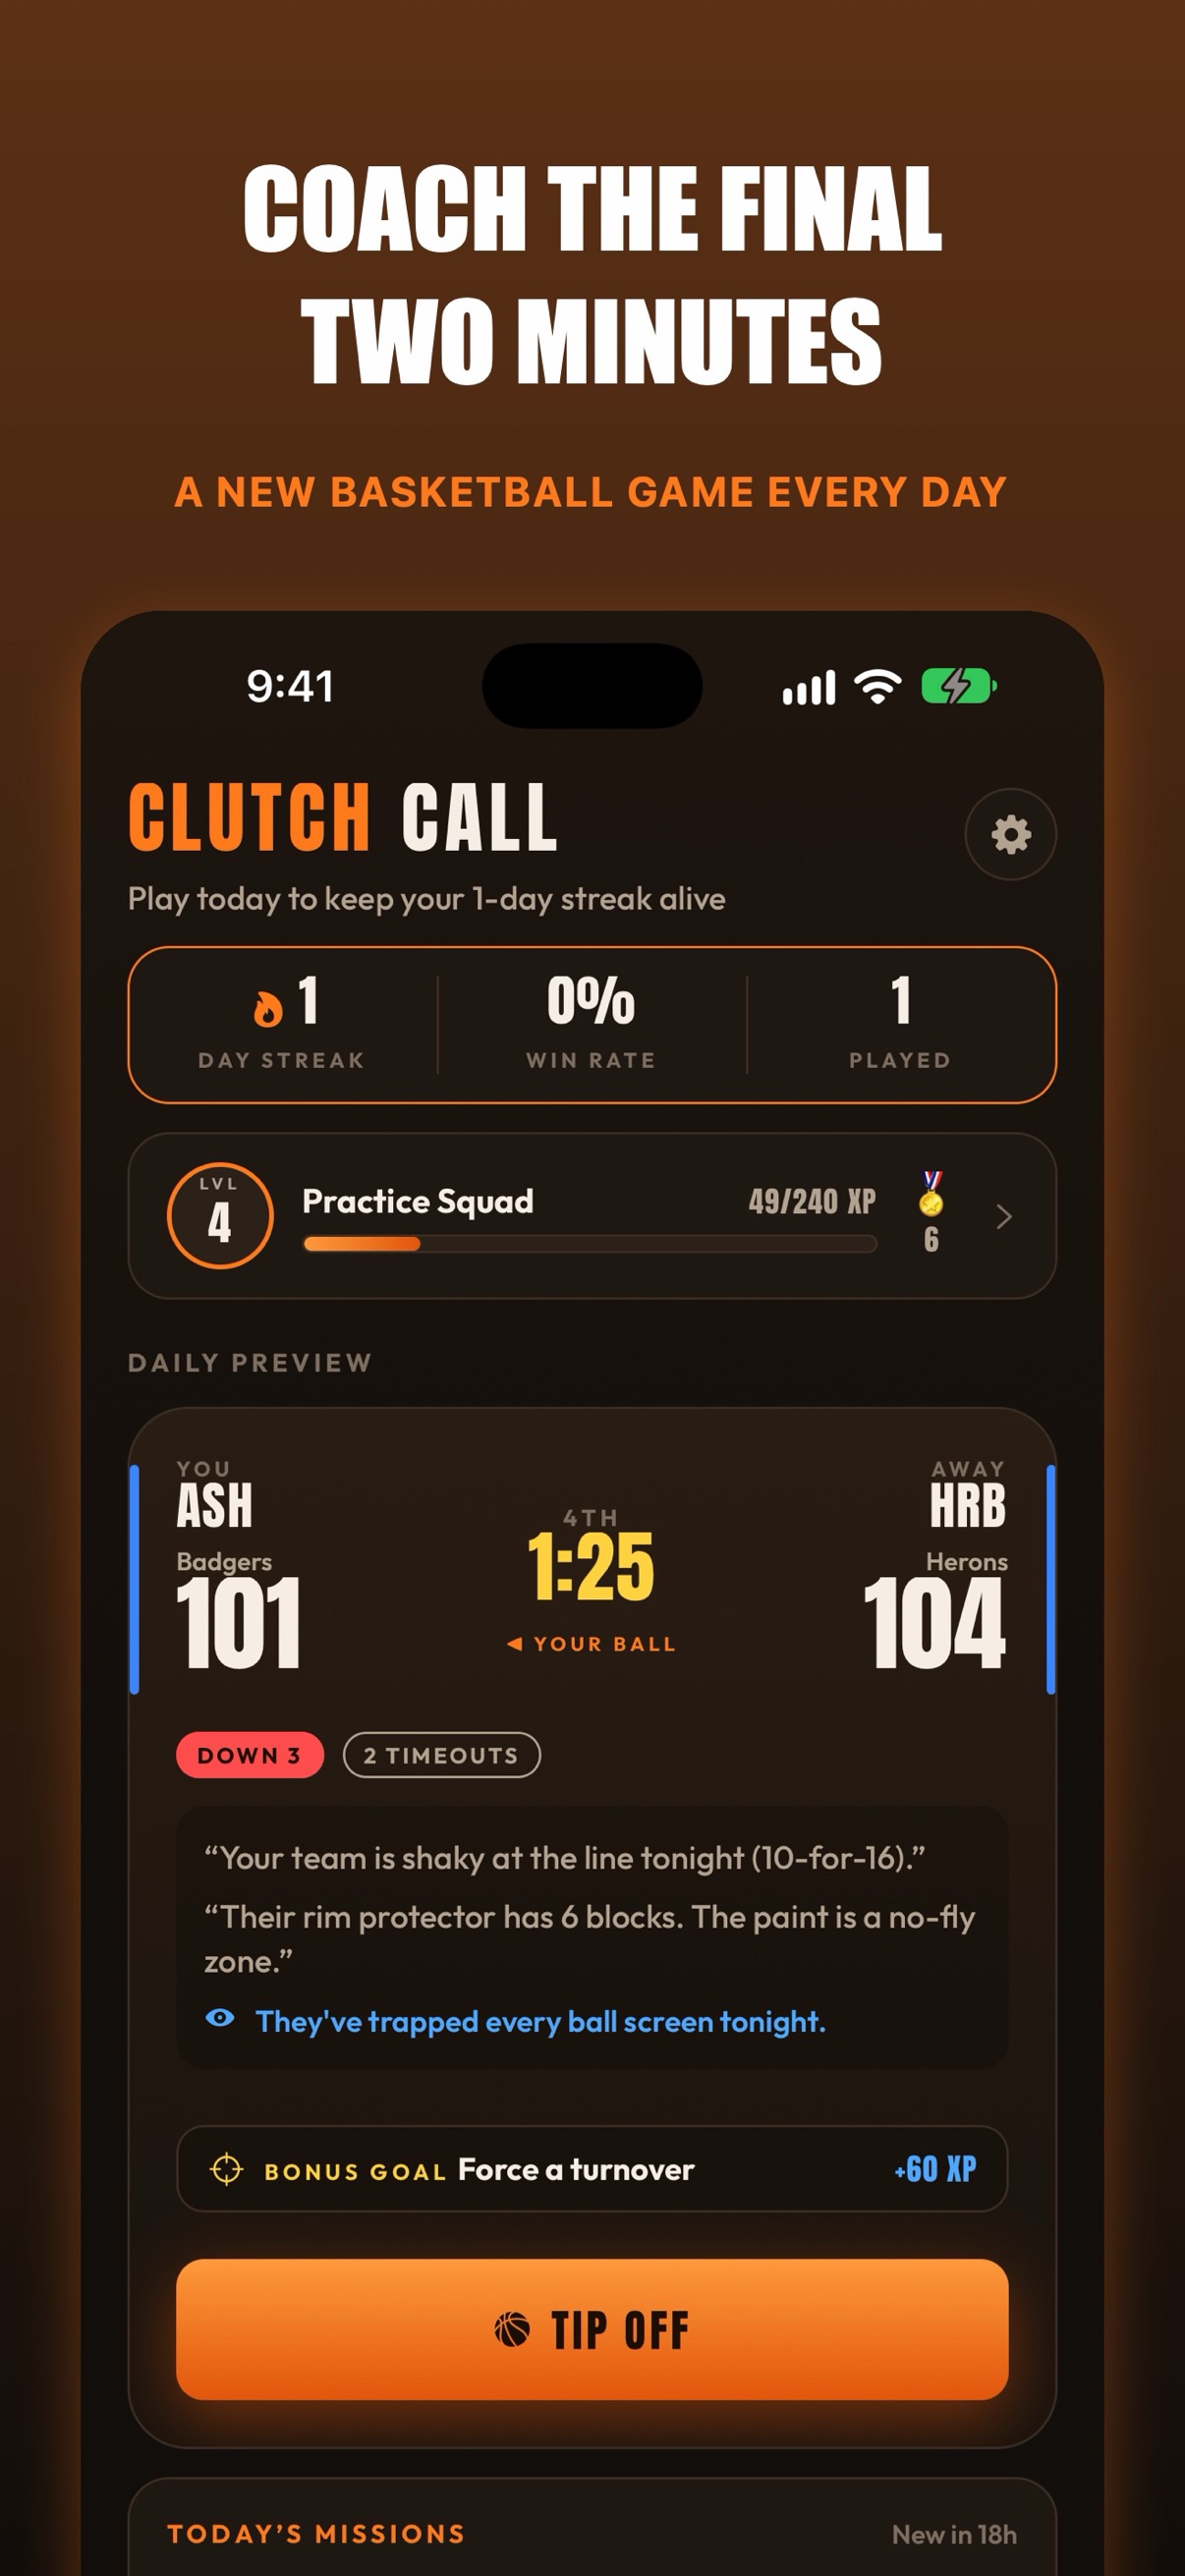 COACH THE FINAL
TWO MINUTES
A NEW BASKETBALL GAME EVERY DAY
9:41
CLUTCH CALL
Play today to keep your 1-day streak alive
1
DAY STREAK
0%
WIN RATE
1
PLAYED
LVL
4
Practice Squad
49/240 XP
6
DAILY PREVIEW
YOU
ASH
Badgers
101
4TH
1:25
◀ YOUR BALL
AWAY
HRB
Herons
104
DOWN 3
2 TIMEOUTS
“Your team is shaky at the line tonight (10-for-16).”
“Their rim protector has 6 blocks. The paint is a no-fly
zone.”
They've trapped every ball screen tonight.
BONUS GOAL Force a turnover
+60 XP
TIP OFF
TODAY’S MISSIONS
New in 18h